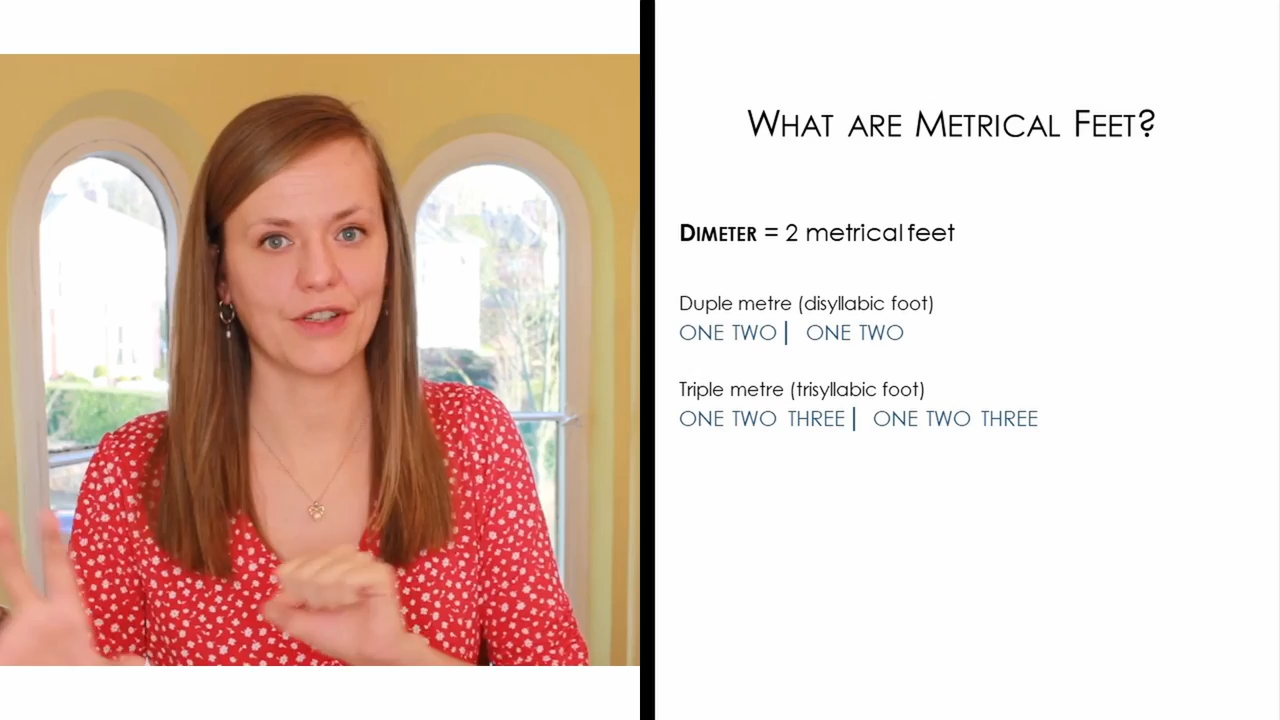 WHAT ARE METRICAL FEET?
DIMETER = 2 metrical feet
Duple metre (disyllabic foot)
ONE TWO | ONE TWO
Triple metre (trisyllabic foot)
ONE TWO THREE | ONE TWO THREE